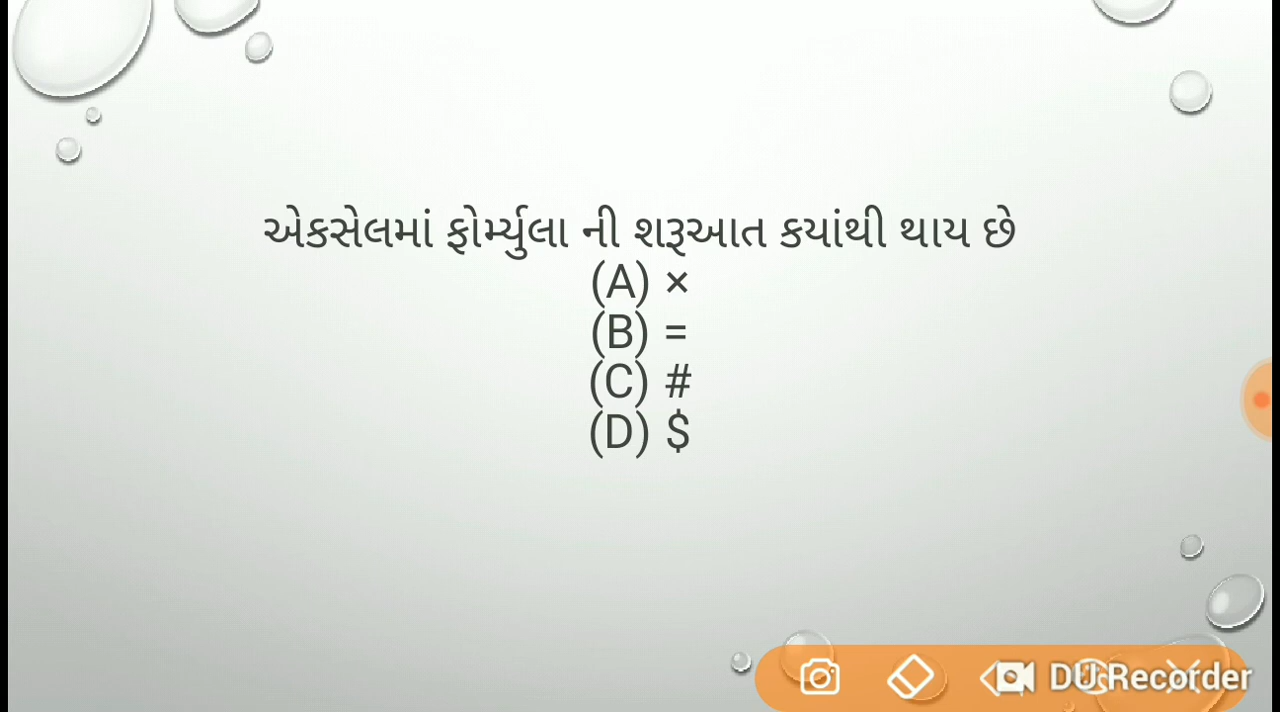 એકસેલમાં ફોર્મ્યુલા ની શરૂઆત કયાંથી થાય છે
(A) ×
(B) =
(C) #
(D) $
DU Recorder